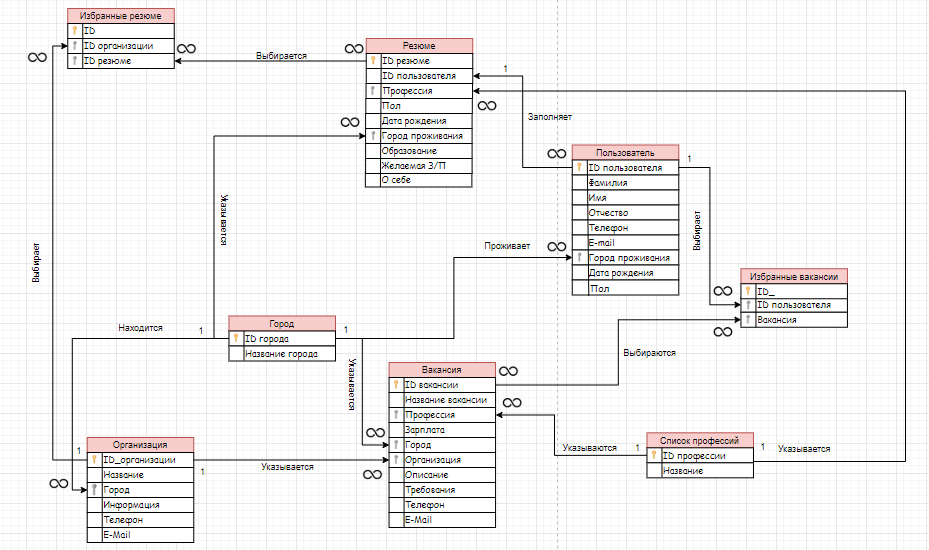 Избранные резюме
ID
ID организации
ID резюме
Выбирается
Резюме
ID резюме
ID пользователя
Профессия
Пол
Дата рождения
Город проживания
Образование
Желаемая З/П
О себе
1
Заполняет
Пользователь
ID пользователя
Фамилия
Имя
Отчество
Телефон
E-mail
Город проживания
Дата рождения
Пол
1
Выбирает
Указывается
Выбирает
Проживает
Избранные вакансии
ID_
ID пользователя
Вакансия
Находится
1
Город
ID города
Название города
1
Указывается
Выбираются
Вакансия
ID вакансии
Название вакансии
Профессия
Зарплата
Город
Организация
Описание
Требования
Телефон
E-Mail
Организация
ID_организации
Название
Город
Информация
Телефон
E-Mail
1
1
Указывается
Указываются
1
Список профессий
ID профессии
Название
1
Указывается